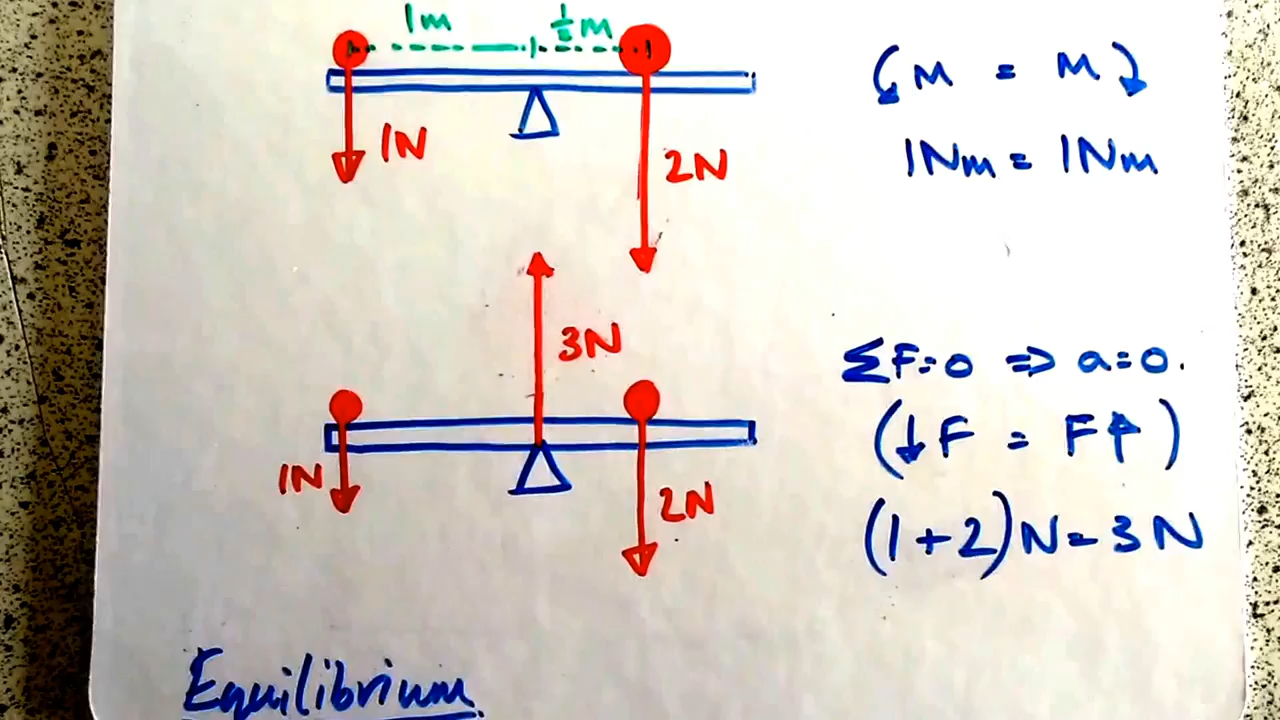 1m ½m
1N
2N
M = M
1Nm = 1Nm
3N
1N
2N
ΣF=0 => a=0.
(↓F = F↑)
(1+2)N=3N
Equilibrium